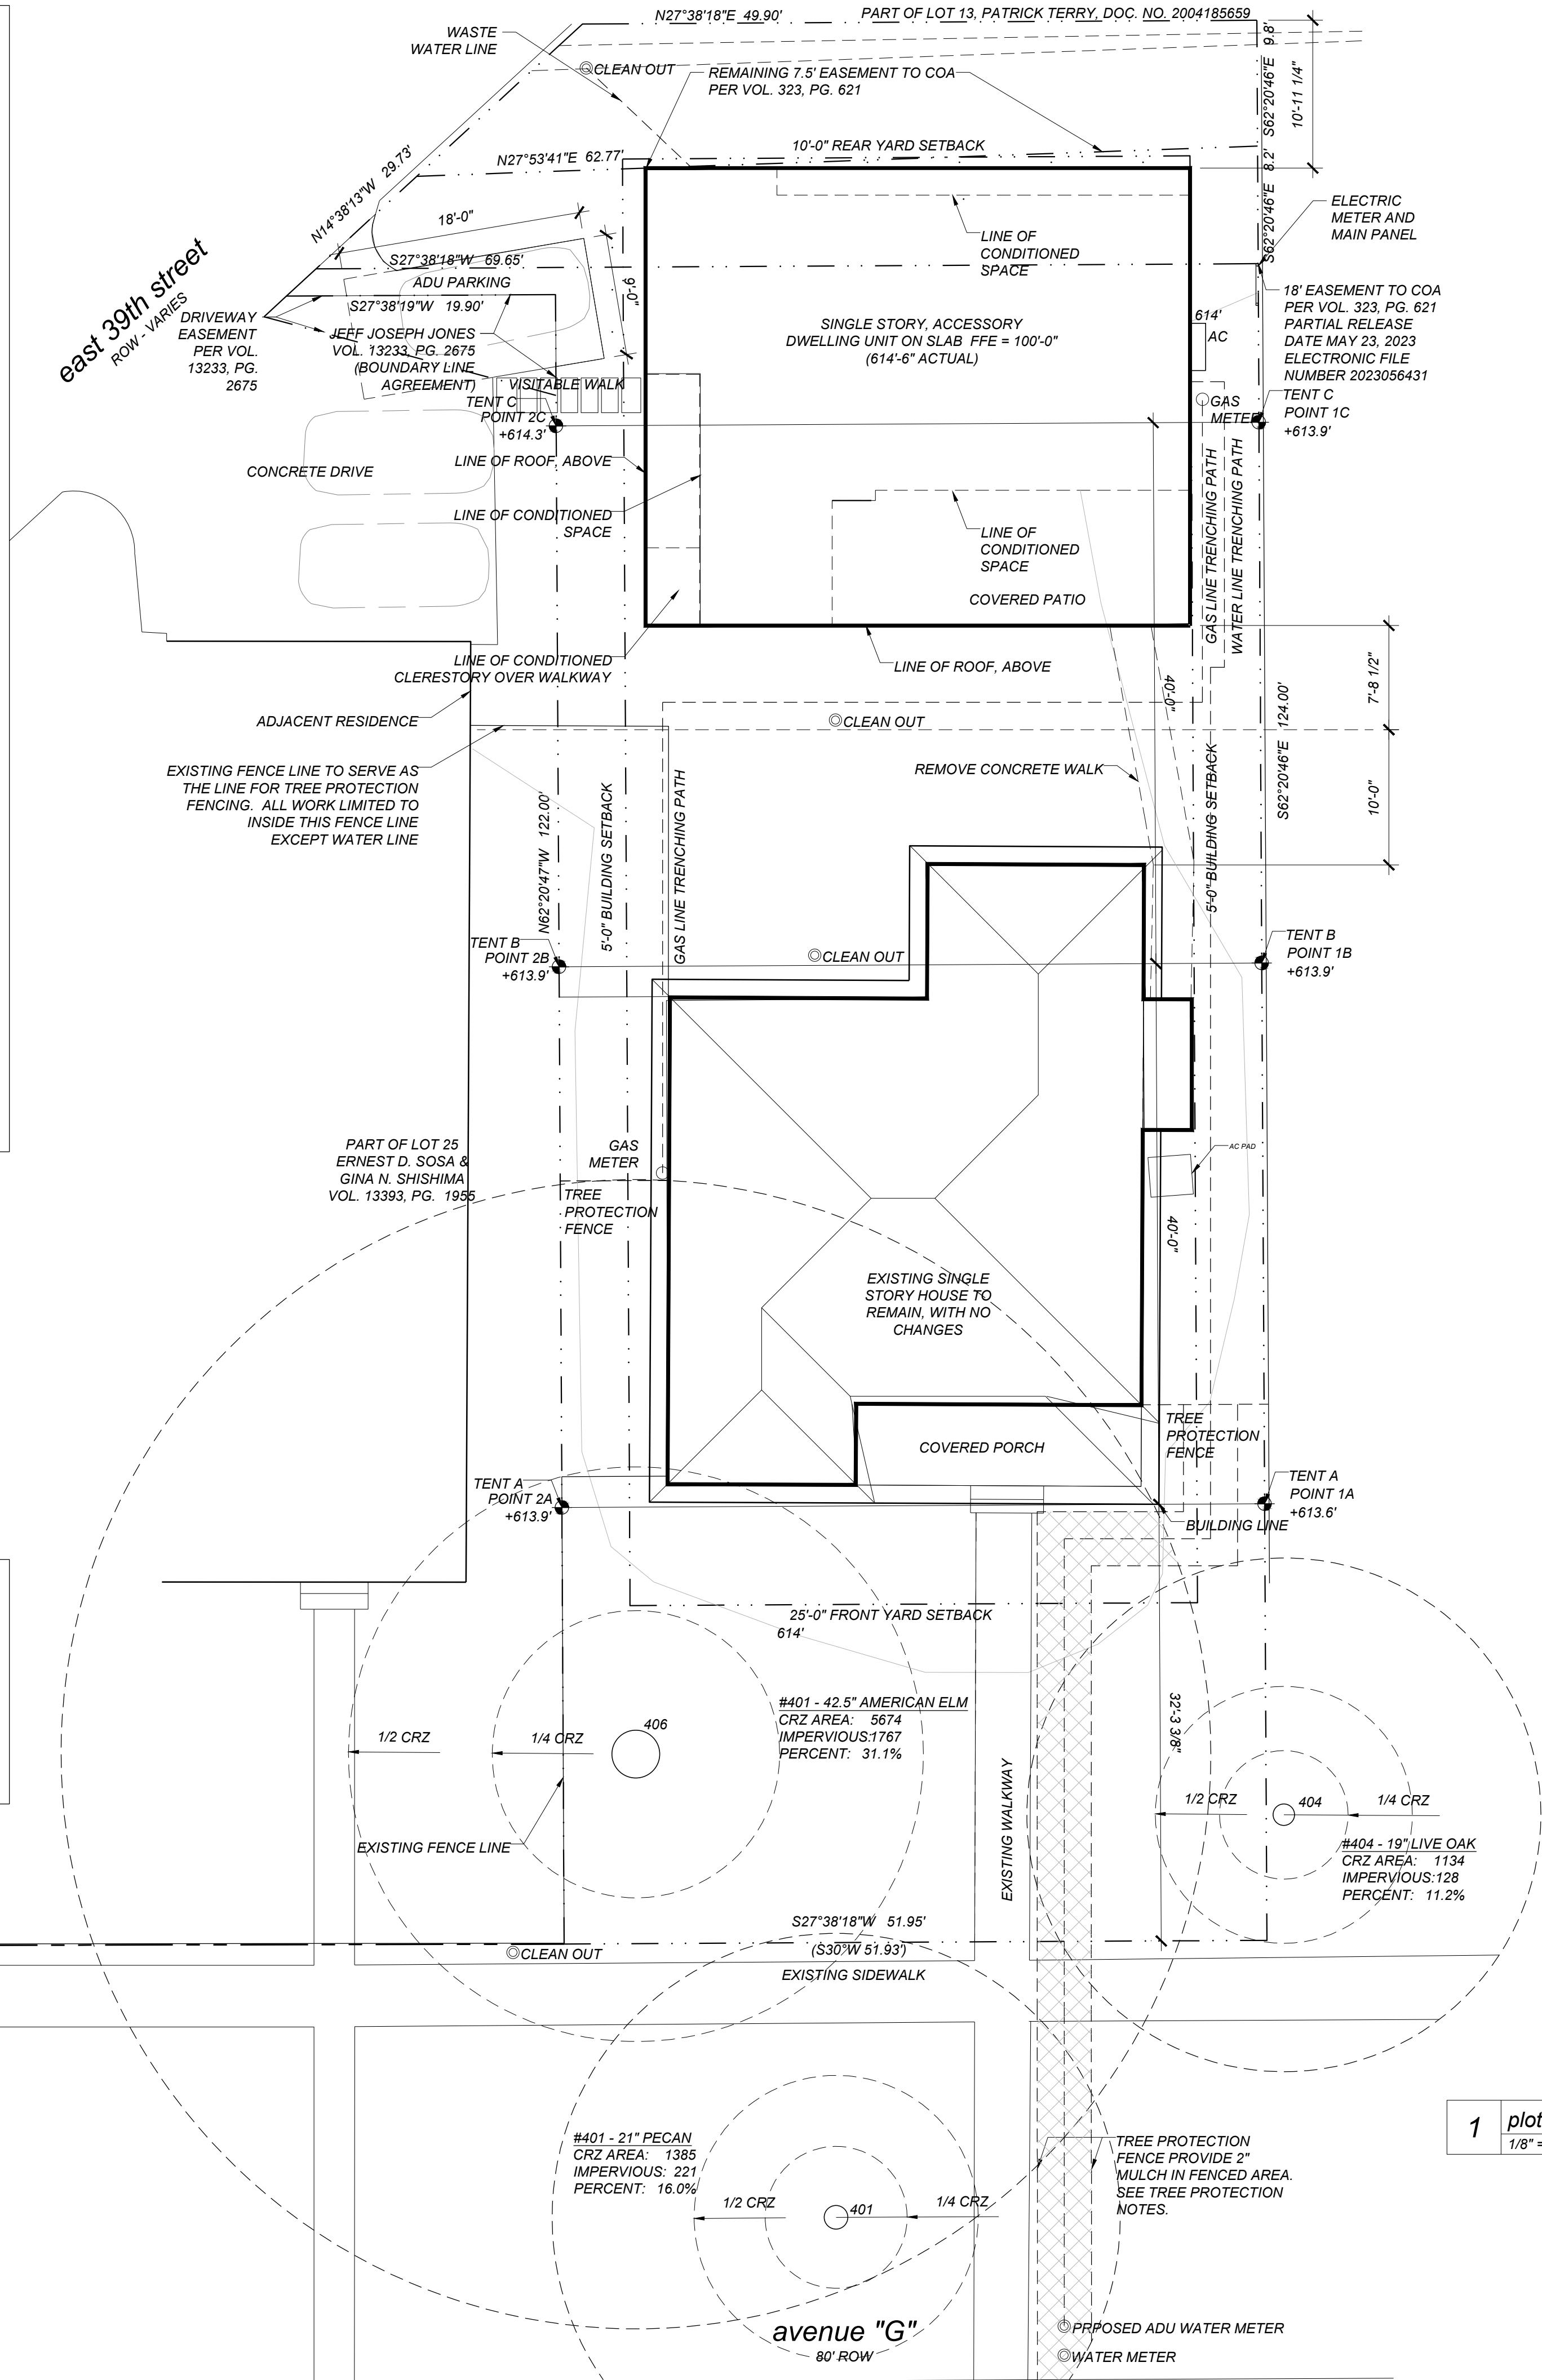 N27°38'18"E 49.90'
PART OF LOT 13, PATRICK TERRY, DOC. NO. 2004185659
WASTE
WATER LINE
CLEAN OUT
REMAINING 7.5' EASEMENT TO COA
PER VOL. 323, PG. 621
S62°20'46"E 9.8'
10'-11 1/4"
10'-0" REAR YARD SETBACK
N27°53'41"E 62.77'
N14°38'13"W 29.73'
S62°20'46"E 8.2'
18'-0"
ELECTRIC
METER AND
MAIN PANEL
LINE OF
CONDITIONED
SPACE
east 39th street
ROW - VARIES
S27°38'18"W 69.65'
ADU PARKING
S27°38'19"W 19.90'
9'-0"
DRIVEWAY
EASEMENT
PER VOL.
13233, PG.
2675
JEFF JOSEPH JONES
VOL. 13233, PG. 2675
(BOUNDARY LINE
AGREEMENT)
VISITABLE WALK
SINGLE STORY, ACCESSORY
DWELLING UNIT ON SLAB FFE = 100'-0"
(614'-6" ACTUAL)
614'
AC
18' EASEMENT TO COA
PER VOL. 323, PG. 621
PARTIAL RELEASE
DATE MAY 23, 2023
ELECTRONIC FILE
NUMBER 2023056431
TENT C
POINT 2C
+614.3'
GAS
METER
TENT C
POINT 1C
+613.9'
LINE OF ROOF, ABOVE
CONCRETE DRIVE
LINE OF CONDITIONED
SPACE
LINE OF
CONDITIONED
SPACE
COVERED PATIO
GAS LINE TRENCHING PATH
WATER LINE TRENCHING PATH
LINE OF CONDITIONED
CLERESTORY OVER WALKWAY
LINE OF ROOF, ABOVE
40'-0"
S62°20'46"E 124.00'
7'-8 1/2"
ADJACENT RESIDENCE
CLEAN OUT
EXISTING FENCE LINE TO SERVE AS
THE LINE FOR TREE PROTECTION
FENCING. ALL WORK LIMITED TO
INSIDE THIS FENCE LINE
EXCEPT WATER LINE
REMOVE CONCRETE WALK
10'-0"
N62°20'47"W 122.00'
5'-0" BUILDING SETBACK
GAS LINE TRENCHING PATH
5'-0" BUILDING SETBACK
TENT B
POINT 2B
+613.9'
CLEAN OUT
TENT B
POINT 1B
+613.9'
PART OF LOT 25
ERNEST D. SOSA &
GINA N. SHISHIMA
VOL. 13393, PG. 1955
GAS
METER
AC PAD
TREE
PROTECTION
FENCE
40'-0"
EXISTING SINGLE
STORY HOUSE TO
REMAIN, WITH NO
CHANGES
COVERED PORCH
TREE
PROTECTION
FENCE
TENT A
POINT 2A
+613.9'
TENT A
POINT 1A
+613.6'
BUILDING LINE
25'-0" FRONT YARD SETBACK
614'
#401 - 42.5" AMERICAN ELM
CRZ AREA: 5674
IMPERVIOUS:1767
PERCENT: 31.1%
32'-3 3/8"
406
1/2 CRZ
1/4 CRZ
EXISTING WALKWAY
1/2 CRZ
404
1/4 CRZ
EXISTING FENCE LINE
#404 - 19" LIVE OAK
CRZ AREA: 1134
IMPERVIOUS:128
PERCENT: 11.2%
S27°38'18"W 51.95'
(S30°W 51.93')
CLEAN OUT
EXISTING SIDEWALK
1
plot
1/8" =
#401 - 21" PECAN
CRZ AREA: 1385
IMPERVIOUS: 221
PERCENT: 16.0%
TREE PROTECTION
FENCE PROVIDE 2"
MULCH IN FENCED AREA.
SEE TREE PROTECTION
NOTES.
1/2 CRZ
401
1/4 CRZ
avenue "G"
80' ROW
PRPOSED ADU WATER METER
WATER METER
S62°20'46"E